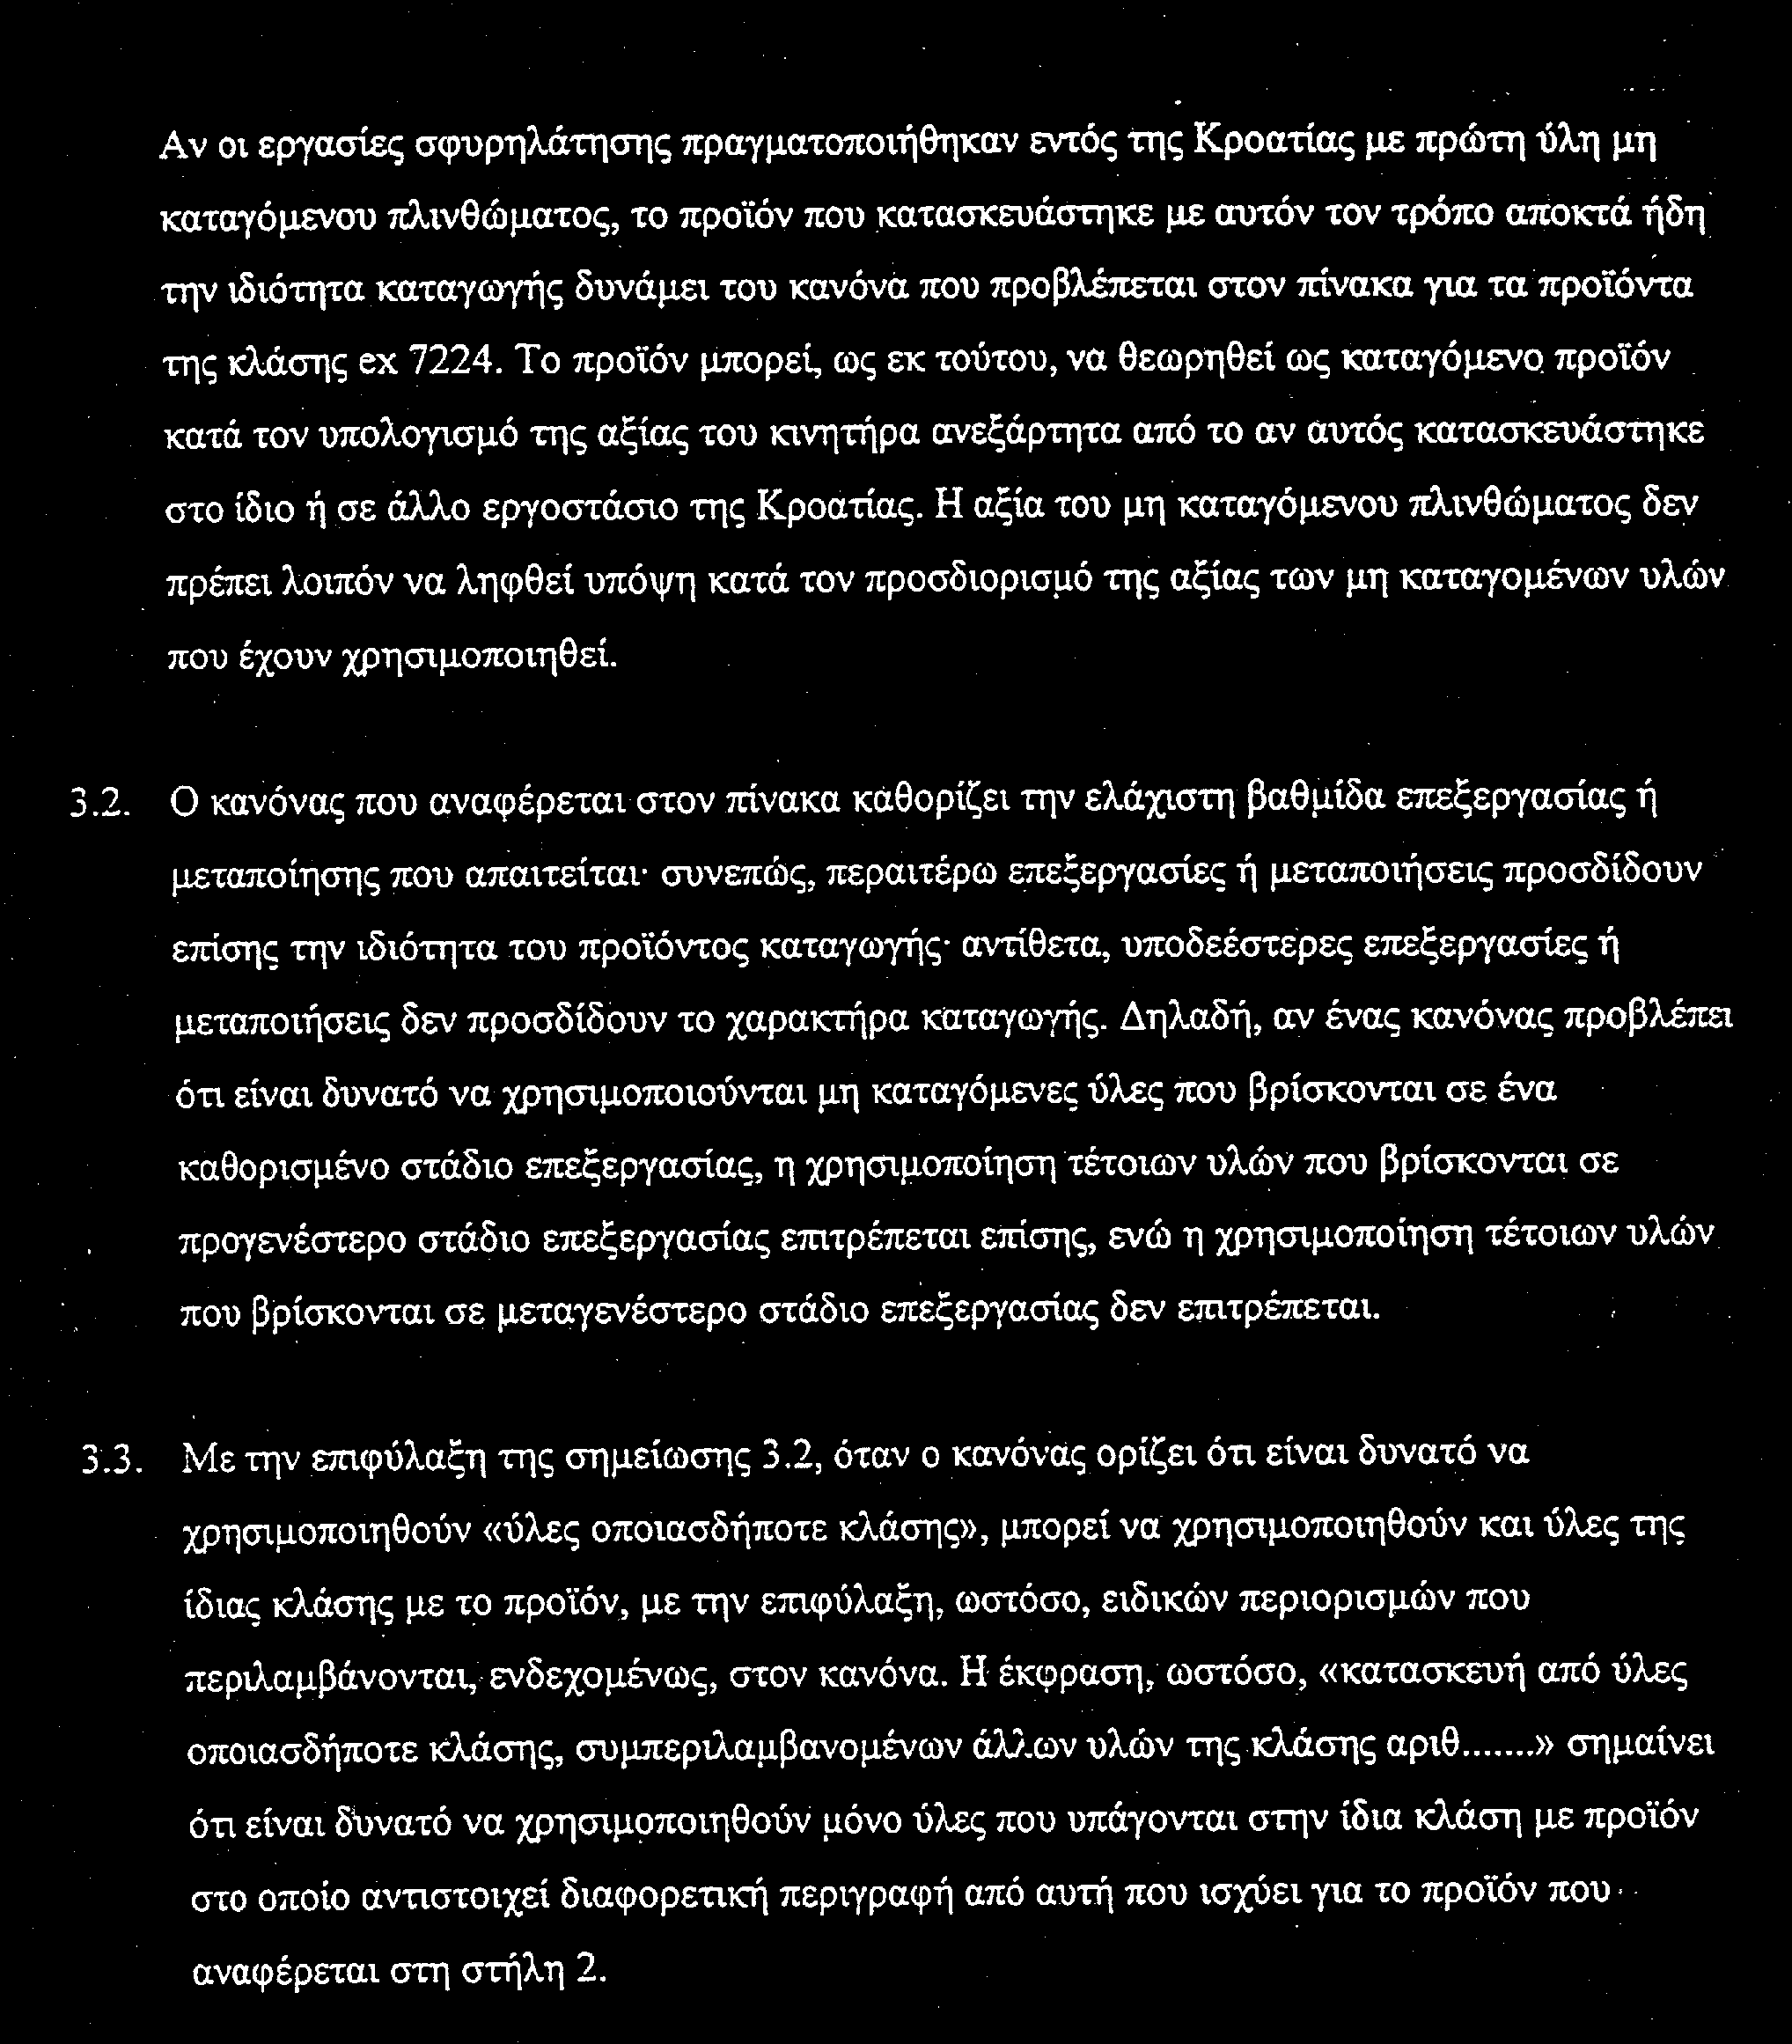 Αν οι εργασίες σφυρηλάτησης πραγματοποιήθηκαν εντός της Κροατίας με πρώτη ύλη μη
καταγόμενου πλινθώματος, το προϊόν που κατασκευάστηκε με αυτόν τον τρόπο αποκτά ήδη
την ιδιότητα καταγωγής δυνάμει του κανόνα που προβλέπεται στον πίνακα για τα προϊόντα
της κλάσης ex 7224. Το προϊόν μπορεί, ως εκ τούτου, να θεωρηθεί ως καταγόμενο προϊόν
κατά τον υπολογισμό της αξίας του κινητήρα ανεξάρτητα από το αν αυτός κατασκευάστηκε
στο ίδιο ή σε άλλο εργοστάσιο της Κροατίας. Η αξία του μη καταγόμενου πλινθώματος δεν
πρέπει λοιπόν να ληφθεί υπόψη κατά τον προσδιορισμό της αξίας των μη καταγομένων υλών
που έχουν χρησιμοποιηθεί.
3.2. Ο κανόνας που αναφέρεται στον πίνακα καθορίζει την ελάχιστη βαθμίδα επεξεργασίας ή
μεταποίησης που απαιτείται· συνεπώς, περαιτέρω επεξεργασίες ή μεταποιήσεις προσδίδουν
επίσης την ιδιότητα του προϊόντος καταγωγής· αντίθετα, υποδεέστερες επεξεργασίες ή
μεταποιήσεις δεν προσδίδουν το χαρακτήρα καταγωγής. Δηλαδή, αν ένας κανόνας προβλέπει
ότι είναι δυνατό να χρησιμοποιούνται μη καταγόμενες ύλες που βρίσκονται σε ένα
καθορισμένο στάδιο επεξεργασίας, η χρησιμοποίηση τέτοιων υλών που βρίσκονται σε
προγενέστερο στάδιο επεξεργασίας επιτρέπεται επίσης, ενώ η χρησιμοποίηση τέτοιων υλών
που βρίσκονται σε μεταγενέστερο στάδιο επεξεργασίας δεν επιτρέπεται.
3.3. Με την επιφύλαξη της σημείωσης 3.2, όταν ο κανόνας ορίζει ότι είναι δυνατό να
χρησιμοποιηθούν «ύλες οποιασδήποτε κλάσης», μπορεί να χρησιμοποιηθούν και ύλες της
ίδιας κλάσης με το προϊόν, με την επιφύλαξη, ωστόσο, ειδικών περιορισμών που
περιλαμβάνονται, ενδεχομένως, στον κανόνα. Η έκφραση, ωστόσο, «κατασκευή από ύλες
οποιασδήποτε κλάσης, συμπεριλαμβανομένων άλλων υλών της κλάσης αριθ.......» σημαίνει
ότι είναι δυνατό να χρησιμοποιηθούν μόνο ύλες που υπάγονται στην ίδια κλάση με προϊόν
στο οποίο αντιστοιχεί διαφορετική περιγραφή από αυτή που ισχύει για το προϊόν που
αναφέρεται στη στήλη 2.